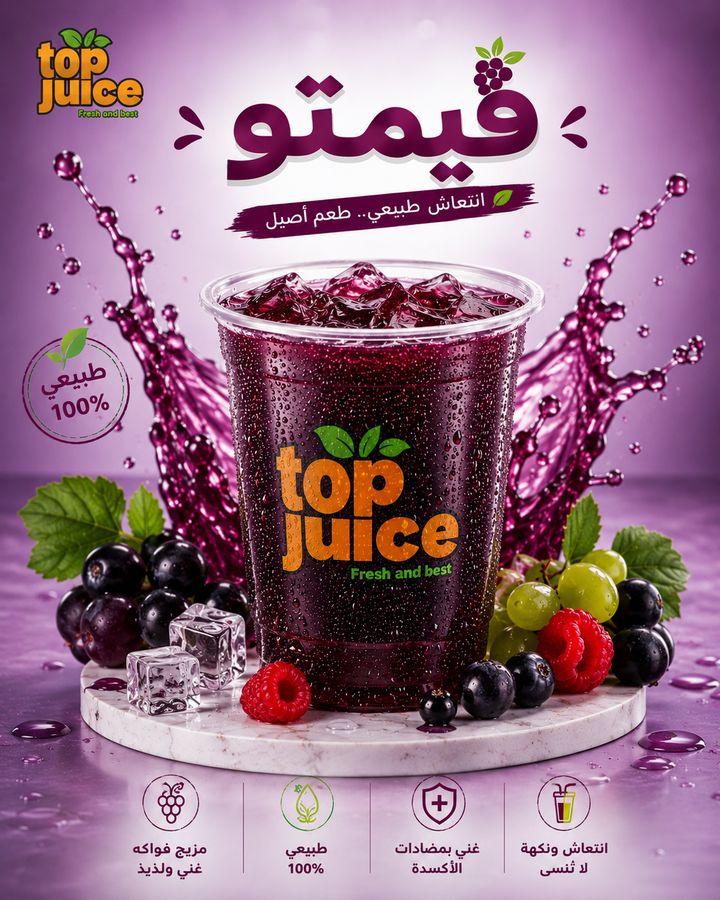 top
juice
Fresh and best
فيمتو
انتعاش طبيعي.. طعم أصيل
طبيعي
100%
top
juice
Fresh and best
انتعاش ونكهة
لا تُنسى
غني بمضادات
الأكسدة
طبيعي
100%
مزيج فواكه
غني ولذيذ